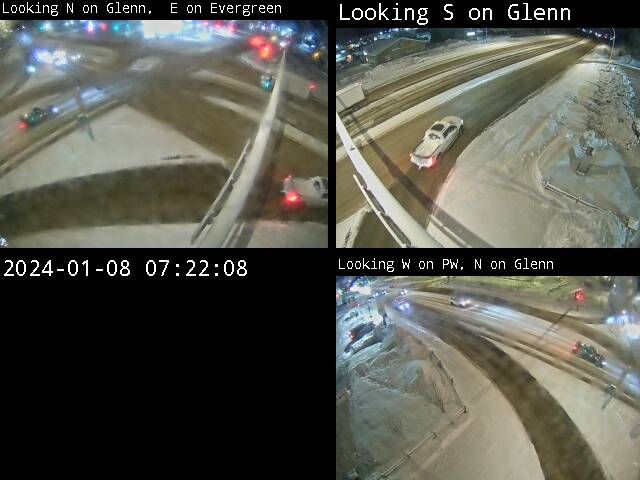 Looking N on Glenn,  E on Evergreen
Looking S on Glenn
2024-01-08 07:22:08
Looking W on PW, N on Glenn